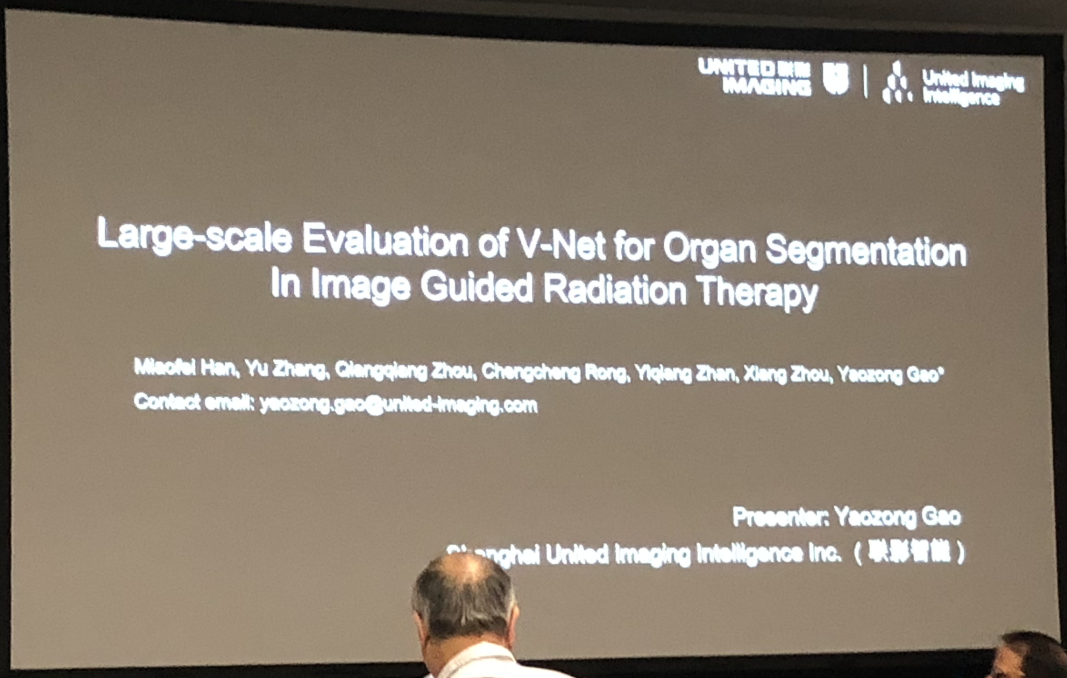 UNITED 联影
IMAGING
United Imaging
Intelligence
Large-scale Evaluation of V-Net for Organ Segmentation
In Image Guided Radiation Therapy
Miaofei Han, Yu Zhang, Qiangqiang Zhou, Chengcheng Rong, Yiqiang Zhan, Xiang Zhou, Yaozong Gao*
Contact email: yaozong.gao@united-imaging.com
Presenter: Yaozong Gao
Shanghai United Imaging Intelligence Inc. ( 联影智能 )